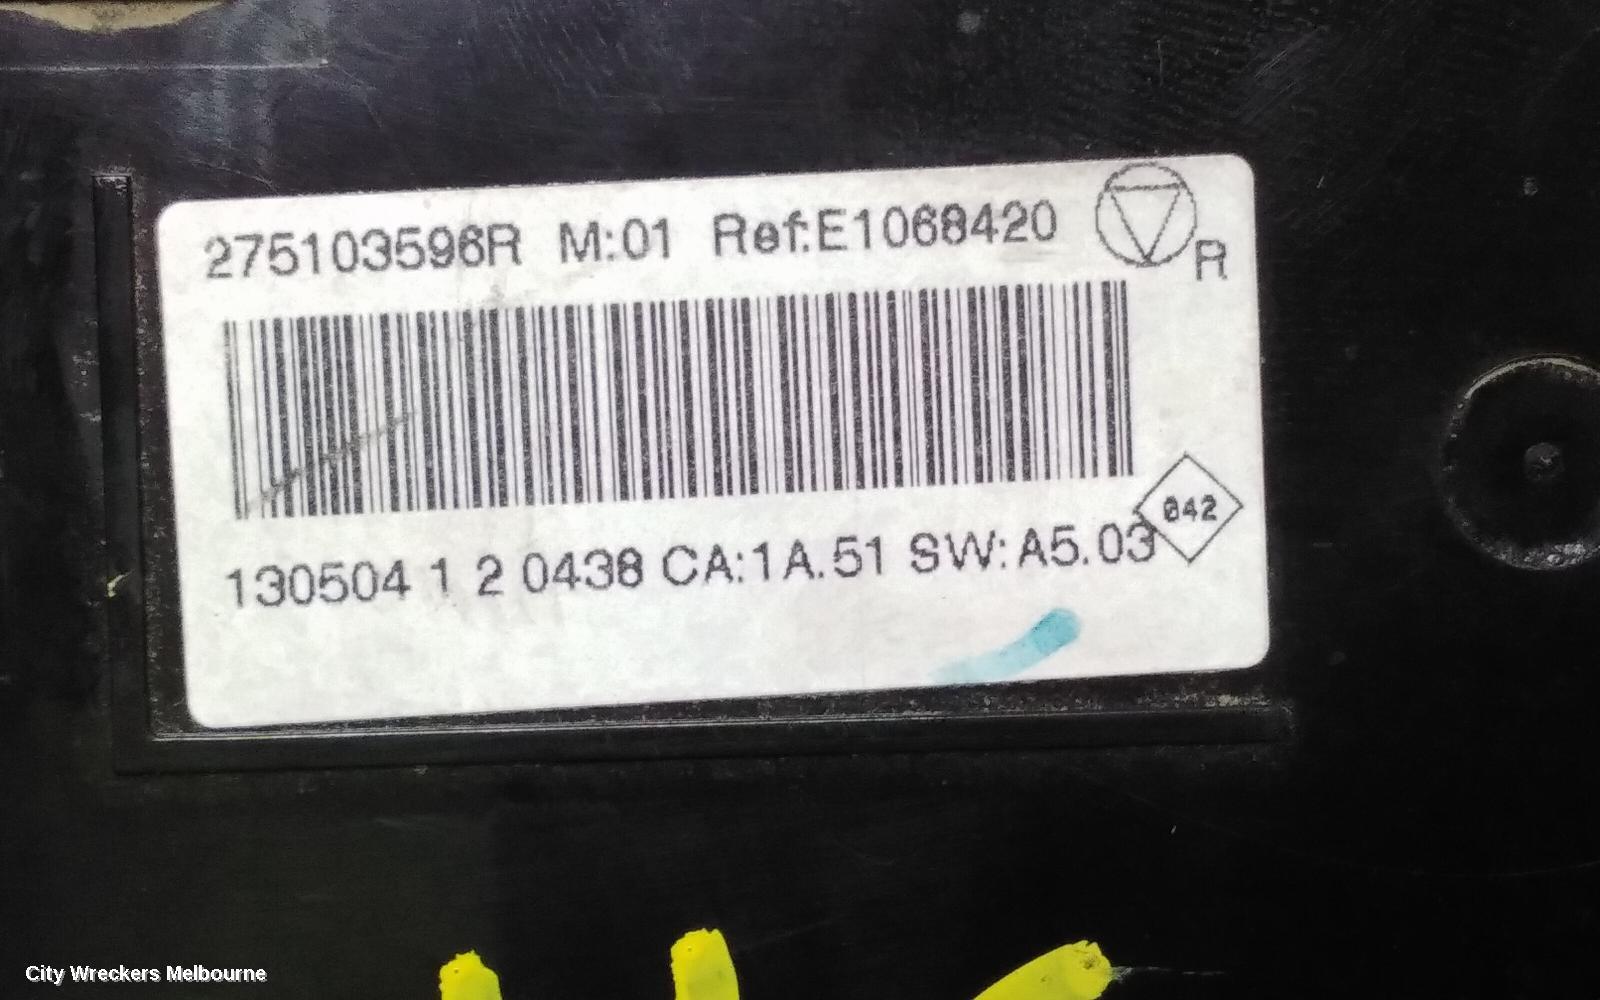 275103596R M:01 Ref:E1068420
R
042
130504 1 2 0438 CA:1A.51 SW:A5.03
City Wreckers Melbourne